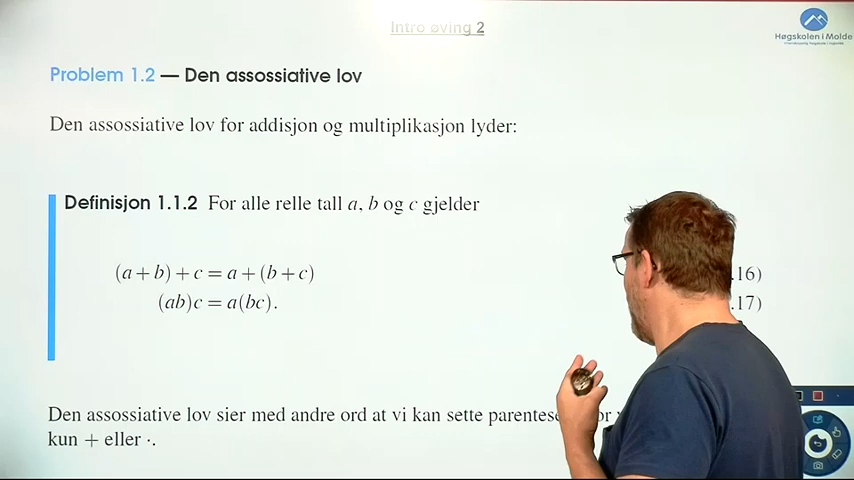 Intro øving 2
Høgskolen i Molde
Problem 1.2 — Den assossiative lov
Den assossiative lov for addisjon og multiplikasjon lyder:
Definisjon 1.1.2 For alle relle tall a, b og c gjelder
(a+b)+c = a+(b+c) .16)
(ab)c = a(bc). .17)
Den assossiative lov sier med andre ord at vi kan sette
kun + eller ·.